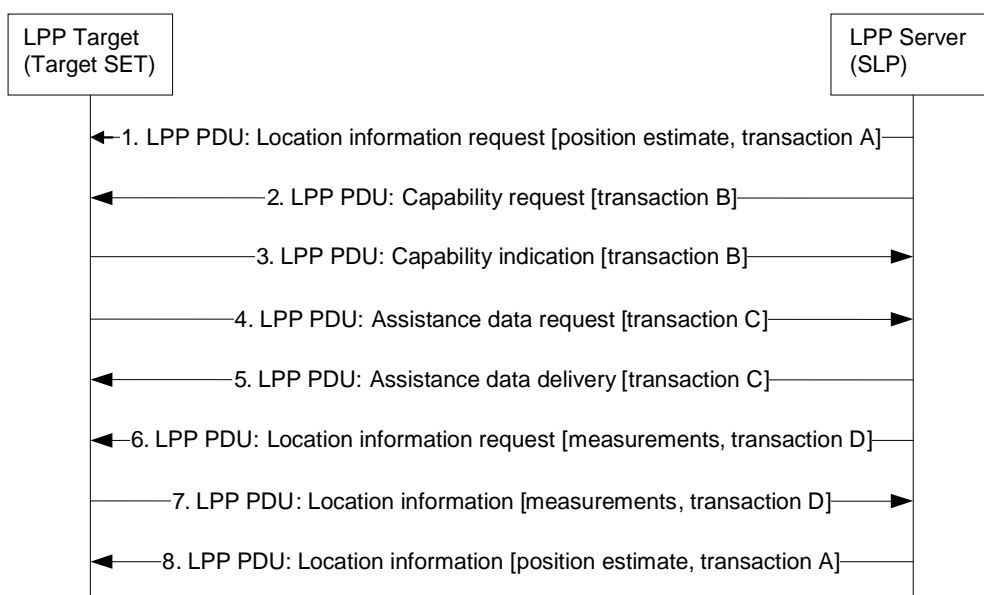 LPP Target
(Target SET)
LPP Server
(SLP)
1. LPP PDU: Location information request [position estimate, transaction A]
2. LPP PDU: Capability request [transaction B]
3. LPP PDU: Capability indication [transaction B]
4. LPP PDU: Assistance data request [transaction C]
5. LPP PDU: Assistance data delivery [transaction C]
6. LPP PDU: Location information request [measurements, transaction D]
7. LPP PDU: Location information [measurements, transaction D]
8. LPP PDU: Location information [position estimate, transaction A]